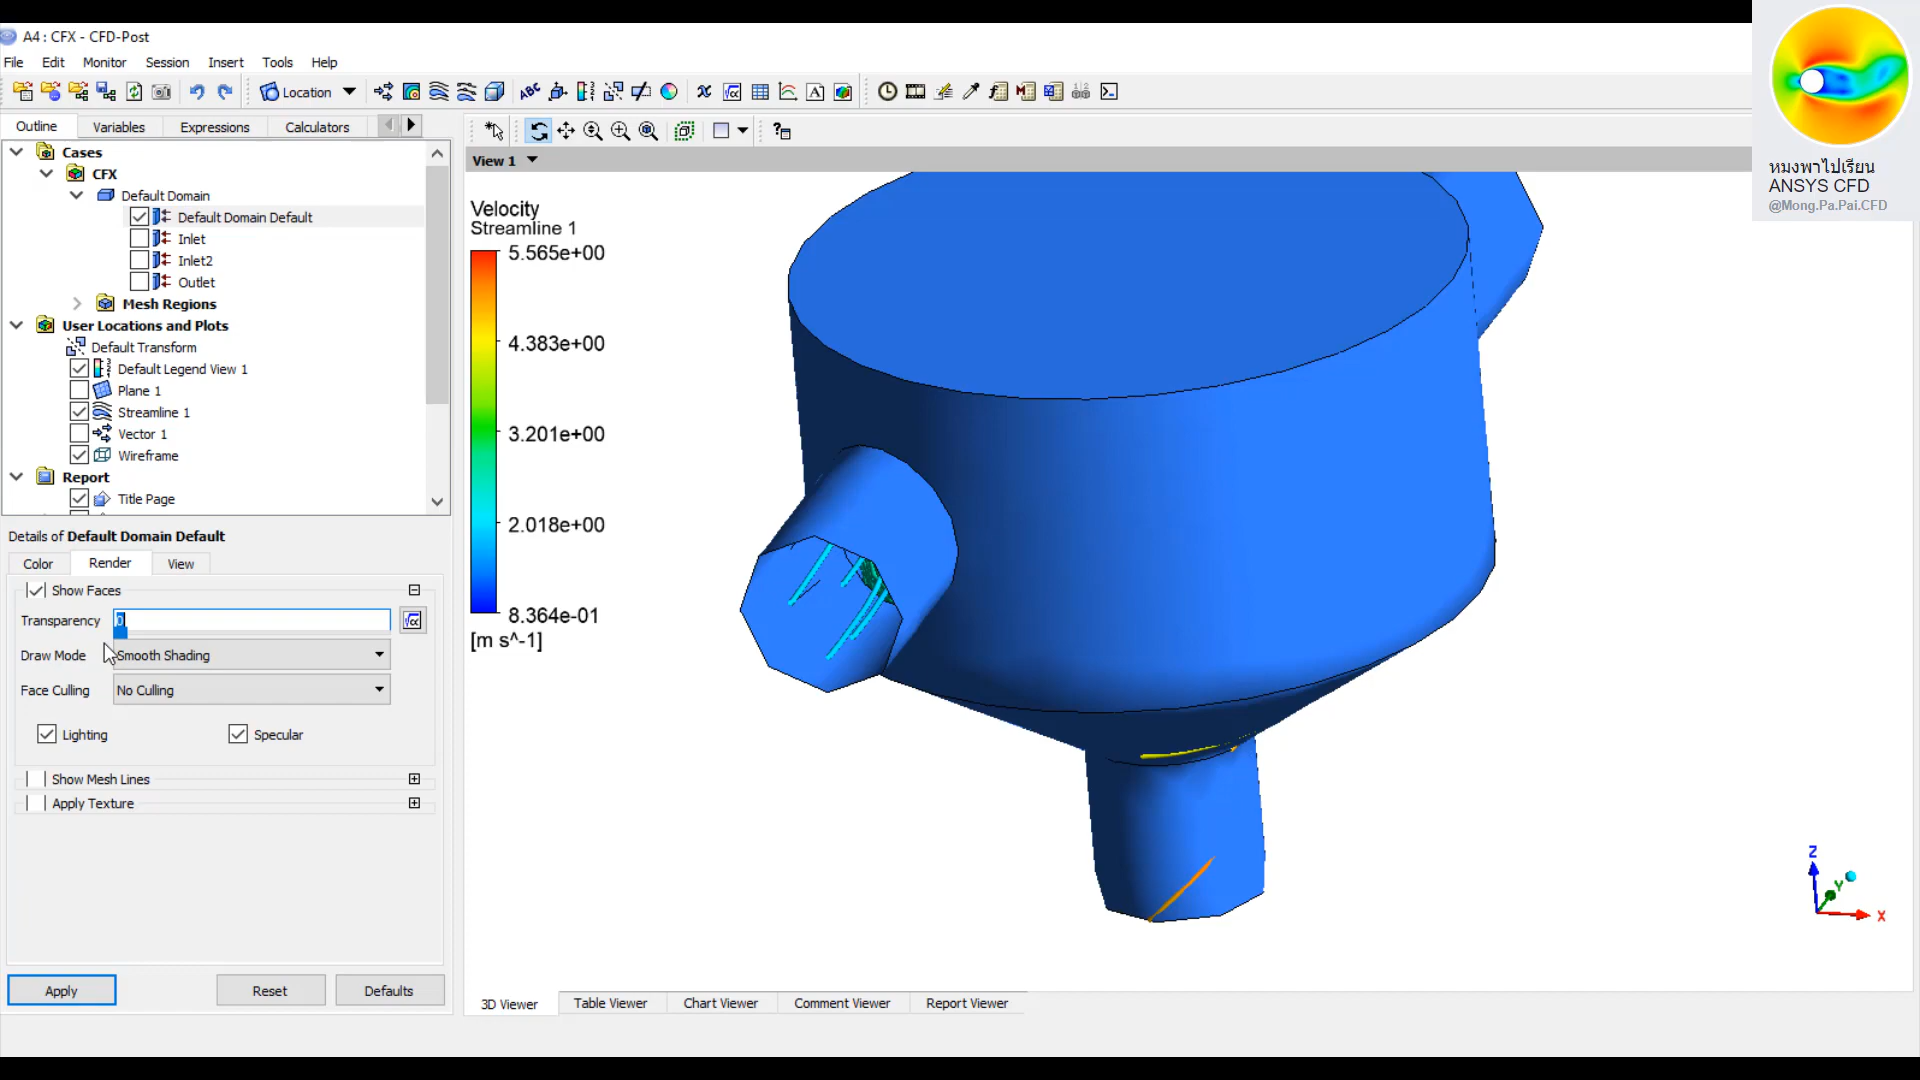 A4 : CFX - CFD-Post
File Edit Monitor Session Insert Tools Help
Location
Outline Variables Expressions Calculators
Cases
CFX
Default Domain
Default Domain Default
Inlet
Inlet2
Outlet
Mesh Regions
User Locations and Plots
Default Transform
Default Legend View 1
Plane 1
Streamline 1
Vector 1
Wireframe
Report
Title Page
Details of Default Domain Default
Color Render View
Show Faces
Transparency 0
Draw Mode Smooth Shading
Face Culling No Culling
Lighting Specular
Show Mesh Lines
Apply Texture
Apply Reset Defaults
View 1
Velocity
Streamline 1
5.565e+00
4.383e+00
3.201e+00
2.018e+00
8.364e-01
[m s^-1]
Z
Y
X
3D Viewer Table Viewer Chart Viewer Comment Viewer Report Viewer
หมงพาไปเรียน
ANSYS CFD
@Mong.Pa.Pai.CFD